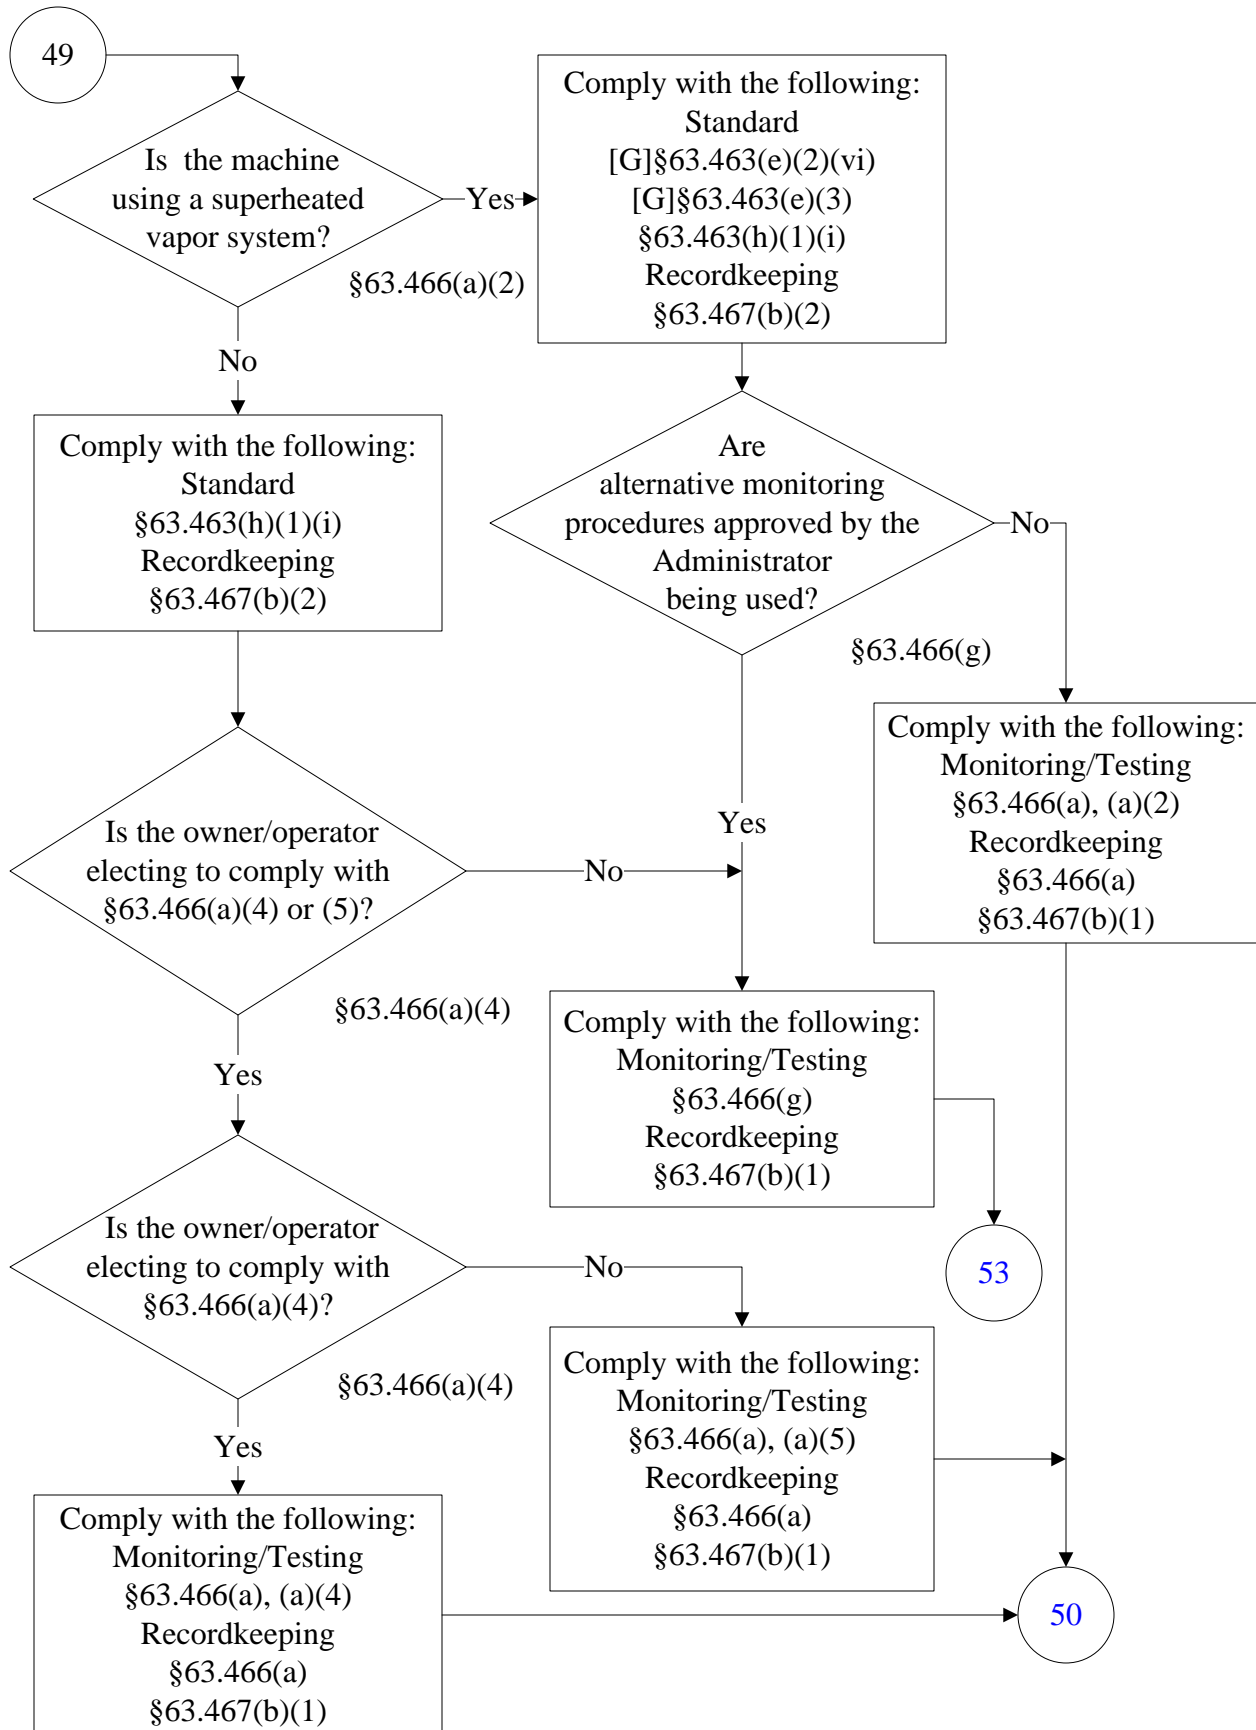 49
Is the machine
using a superheated
vapor system?
Yes
§63.466(a)(2)
No
Comply with the following:
Standard
[G]§63.463(e)(2)(vi)
[G]§63.463(e)(3)
§63.463(h)(1)(i)
Recordkeeping
§63.467(b)(2)
Comply with the following:
Standard
§63.463(h)(1)(i)
Recordkeeping
§63.467(b)(2)
Are
alternative monitoring
procedures approved by the
Administrator
being used?
No
§63.466(g)
Yes
Comply with the following:
Monitoring/Testing
§63.466(a), (a)(2)
Recordkeeping
§63.466(a)
§63.467(b)(1)
Is the owner/operator
electing to comply with
§63.466(a)(4) or (5)?
No
§63.466(a)(4)
Yes
Comply with the following:
Monitoring/Testing
§63.466(g)
Recordkeeping
§63.467(b)(1)
53
Is the owner/operator
electing to comply with
§63.466(a)(4)?
No
§63.466(a)(4)
Yes
Comply with the following:
Monitoring/Testing
§63.466(a), (a)(5)
Recordkeeping
§63.466(a)
§63.467(b)(1)
Comply with the following:
Monitoring/Testing
§63.466(a), (a)(4)
Recordkeeping
§63.466(a)
§63.467(b)(1)
50